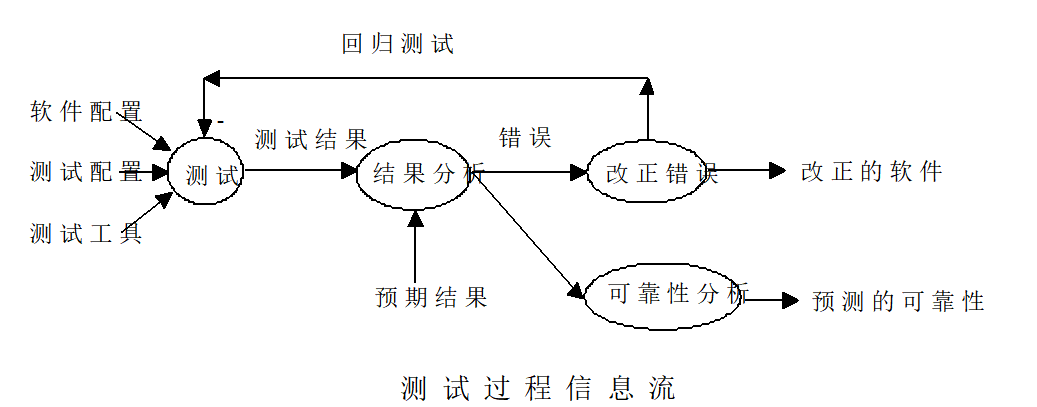 回归测试
软件配置
测试结果
错误
测试配置
测试
结果分析
改正错误
改正的软件
测试工具
预期结果
可靠性分析
预测的可靠性
测试过程信息流